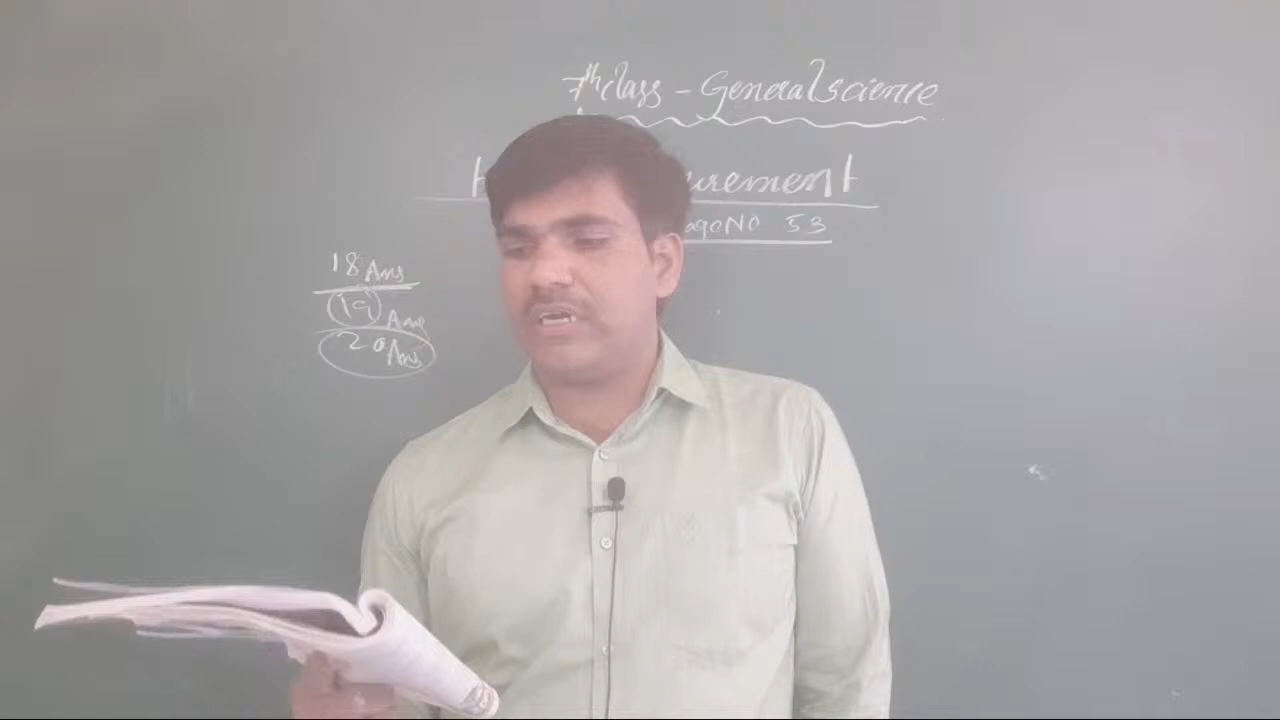 7th class - General science
urement
ageNo 53
18 Ans
19 Ans
20 Ans